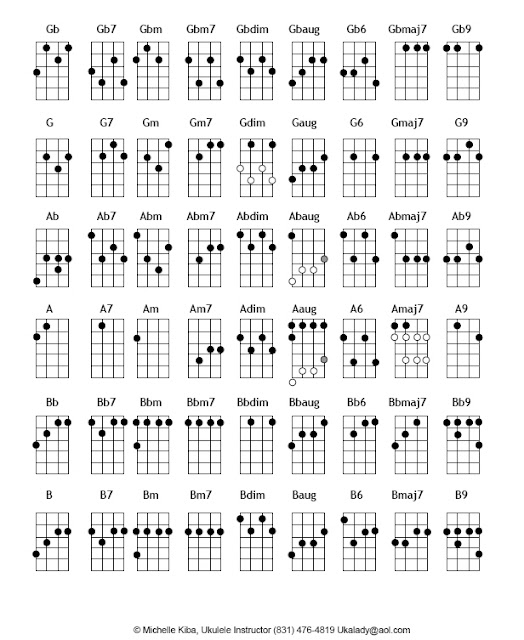 Gb Gb7 Gbm Gbm7 Gbdim Gbaug Gb6 Gbmaj7 Gb9
G G7 Gm Gm7 Gdim Gaug G6 Gmaj7 G9
Ab Ab7 Abm Abm7 Abdim Abaug Ab6 Abmaj7 Ab9
A A7 Am Am7 Adim Aaug A6 Amaj7 A9
Bb Bb7 Bbm Bbm7 Bbdim Bbaug Bb6 Bbmaj7 Bb9
B B7 Bm Bm7 Bdim Baug B6 Bmaj7 B9
© Michelle Kiba, Ukulele Instructor (831) 476-4819 Ukalady@aol.com